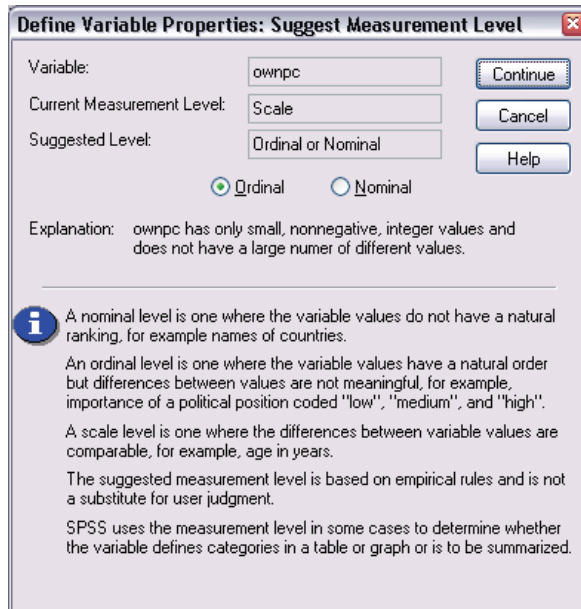 Define Variable Properties: Suggest Measurement Level
Variable:
ownpc
Continue
Current Measurement Level:
Scale
Cancel
Suggested Level:
Ordinal or Nominal
Help
Ordinal
Nominal
Explanation:
ownpc has only small, nonnegative, integer values and
does not have a large numer of different values.
i
A nominal level is one where the variable values do not have a natural
ranking, for example names of countries.
An ordinal level is one where the variable values have a natural order
but differences between values are not meaningful, for example,
importance of a political position coded "low", "medium", and "high".
A scale level is one where the differences between variable values are
comparable, for example, age in years.
The suggested measurement level is based on empirical rules and is not
a substitute for user judgment.
SPSS uses the measurement level in some cases to determine whether
the variable defines categories in a table or graph or is to be summarized.